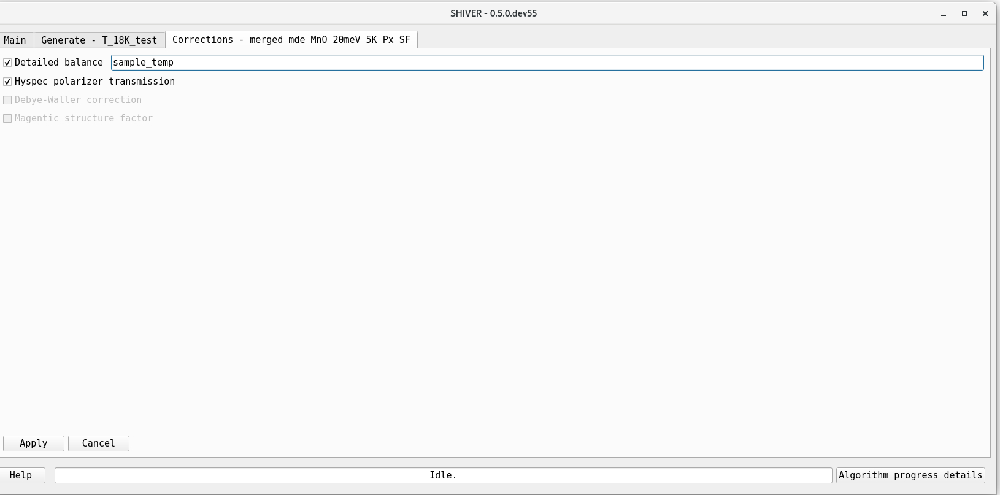 SHIVER - 0.5.0.dev55
Main
Generate - T_18K_test
Corrections - merged_mde_MnO_20meV_5K_Px_SF
Detailed balance
sample_temp
Hyspec polarizer transmission
Debye-Waller correction
Magentic structure factor
Apply
Cancel
Help
Idle.
Algorithm progress details